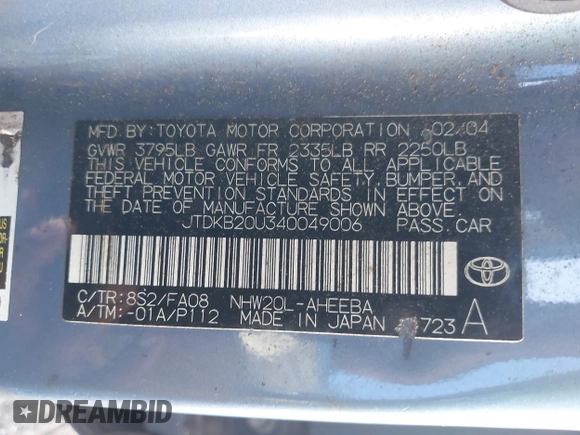 MFD. BY: TOYOTA MOTOR CORPORATION 02/04
GVWR 3795LB GAWR FR 2335LB RR 2250LB
THIS VEHICLE CONFORMS TO ALL APPLICABLE
FEDERAL MOTOR VEHICLE SAFETY, BUMPER, AND
THEFT PREVENTION STANDARDS IN EFFECT ON
THE DATE OF MANUFACTURE SHOWN ABOVE.
JTDKB20U340049006 PASS. CAR
C/TR: 8S2/FA08 NHW20L-AHEEBA
A/TM: -01A/P112 MADE IN JAPAN 723 A
TOYOTA
DREAMBID